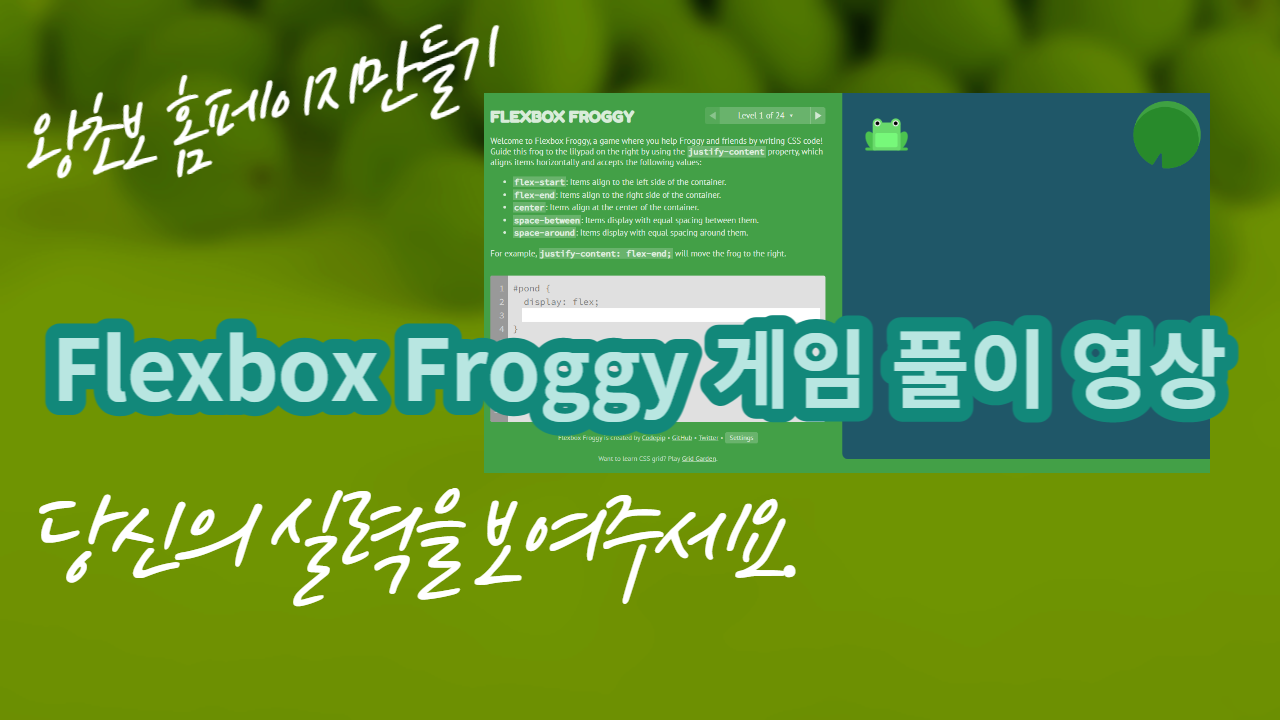 왕초보 홈페이지만들기
FLEXBOX FROGGY
◀ Level 1 of 24 ▾ ▶
Welcome to Flexbox Froggy, a game where you help Froggy and friends by writing CSS code!
Guide this frog to the lilypad on the right by using the justify-content property, which
aligns items horizontally and accepts the following values:
• flex-start: Items align to the left side of the container.
• flex-end: Items align to the right side of the container.
• center: Items align at the center of the container.
• space-between: Items display with equal spacing between them.
• space-around: Items display with equal spacing around them.
For example, justify-content: flex-end; will move the frog to the right.
1 #pond {
2 display: flex;
3
4 }
Flexbox Froggy 게임 풀이 영상
Flexbox Froggy is created by Codepip • GitHub • Twitter • Settings
Want to learn CSS grid? Play Grid Garden.
당신의 실력을 보여주세요.